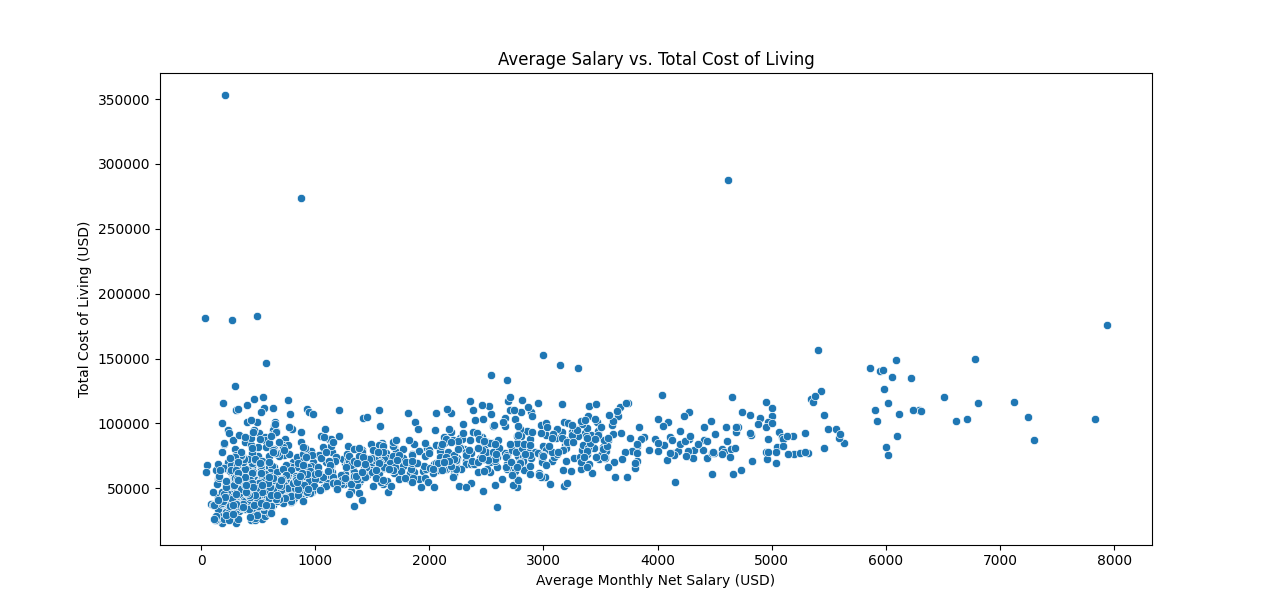 Average Salary vs. Total Cost of Living
Total Cost of Living (USD)
350000
300000
250000
200000
150000
100000
50000
0 1000 2000 3000 4000 5000 6000 7000 8000
Average Monthly Net Salary (USD)